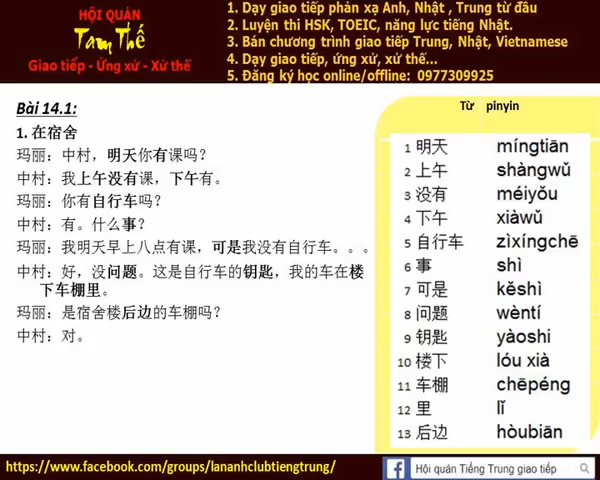 HỘI QUÁN
Tam Thế
Giao tiếp - Ứng xử - Xử thế
1. Dạy giao tiếp phản xạ Anh, Nhật , Trung từ đầu
2. Luyện thi HSK, TOEIC, năng lực tiếng Nhật.
3. Bán chương trình giao tiếp Trung, Nhật, Vietnamese
4. Dạy giao tiếp, ứng xử, xử thế...
5. Đăng ký học online/offline: 0977309925
Bài 14.1:
1. 在宿舍
玛丽：中村，明天你有课吗？
中村：我上午没有课，下午有。
玛丽：你有自行车吗？
中村：有。什么事？
玛丽：我明天早上八点有课，可是我没有自行车。。。
中村：好，没问题。这是自行车的钥匙，我的车在楼
下车棚里。
玛丽：是宿舍楼后边的车棚吗？
中村：对。
Từ pinyin
1 明天 míngtiān
2 上午 shàngwǔ
3 没有 méiyǒu
4 下午 xiàwǔ
5 自行车 zìxíngchē
6 事 shì
7 可是 kěshì
8 问题 wèntí
9 钥匙 yàoshi
10 楼下 lóu xià
11 车棚 chēpéng
12 里 lǐ
13 后边 hòubiān
https://www.facebook.com/groups/lananhclubtiengtrung/
f Hội quán Tiếng Trung giao tiếp